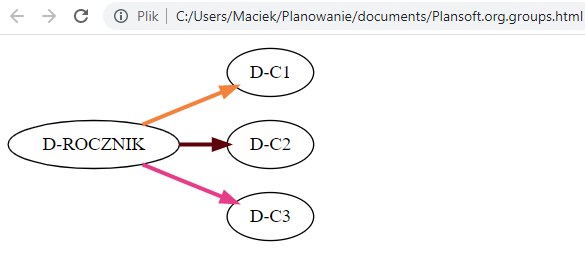 Plik | C:/Users/Maciek/Planowanie/documents/Plansoft.org.groups.html
D-C1
D-ROCZNIK
D-C2
D-C3